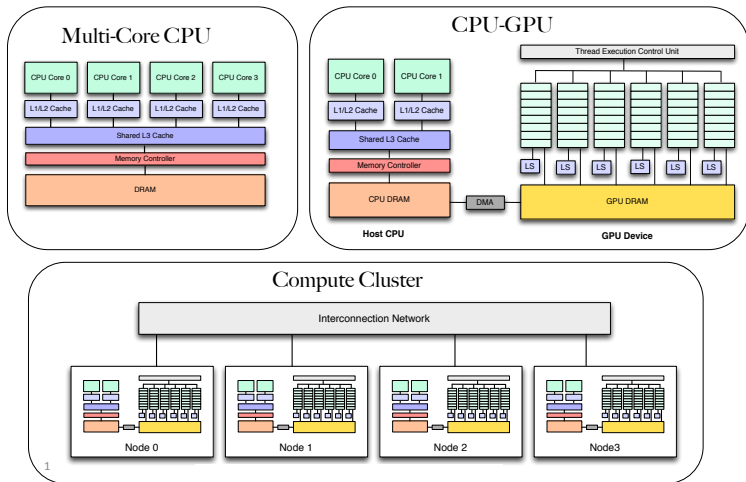 Multi-Core CPU
CPU Core 0 CPU Core 1 CPU Core 2 CPU Core 3
L1/L2 Cache L1/L2 Cache L1/L2 Cache L1/L2 Cache
Shared L3 Cache
Memory Controller
DRAM
CPU-GPU
Thread Execution Control Unit
CPU Core 0 CPU Core 1
L1/L2 Cache L1/L2 Cache
Shared L3 Cache
Memory Controller
CPU DRAM
DMA
LS LS LS LS LS LS
GPU DRAM
Host CPU
GPU Device
Compute Cluster
Interconnection Network
Node 0 Node 1 Node 2 Node3
1